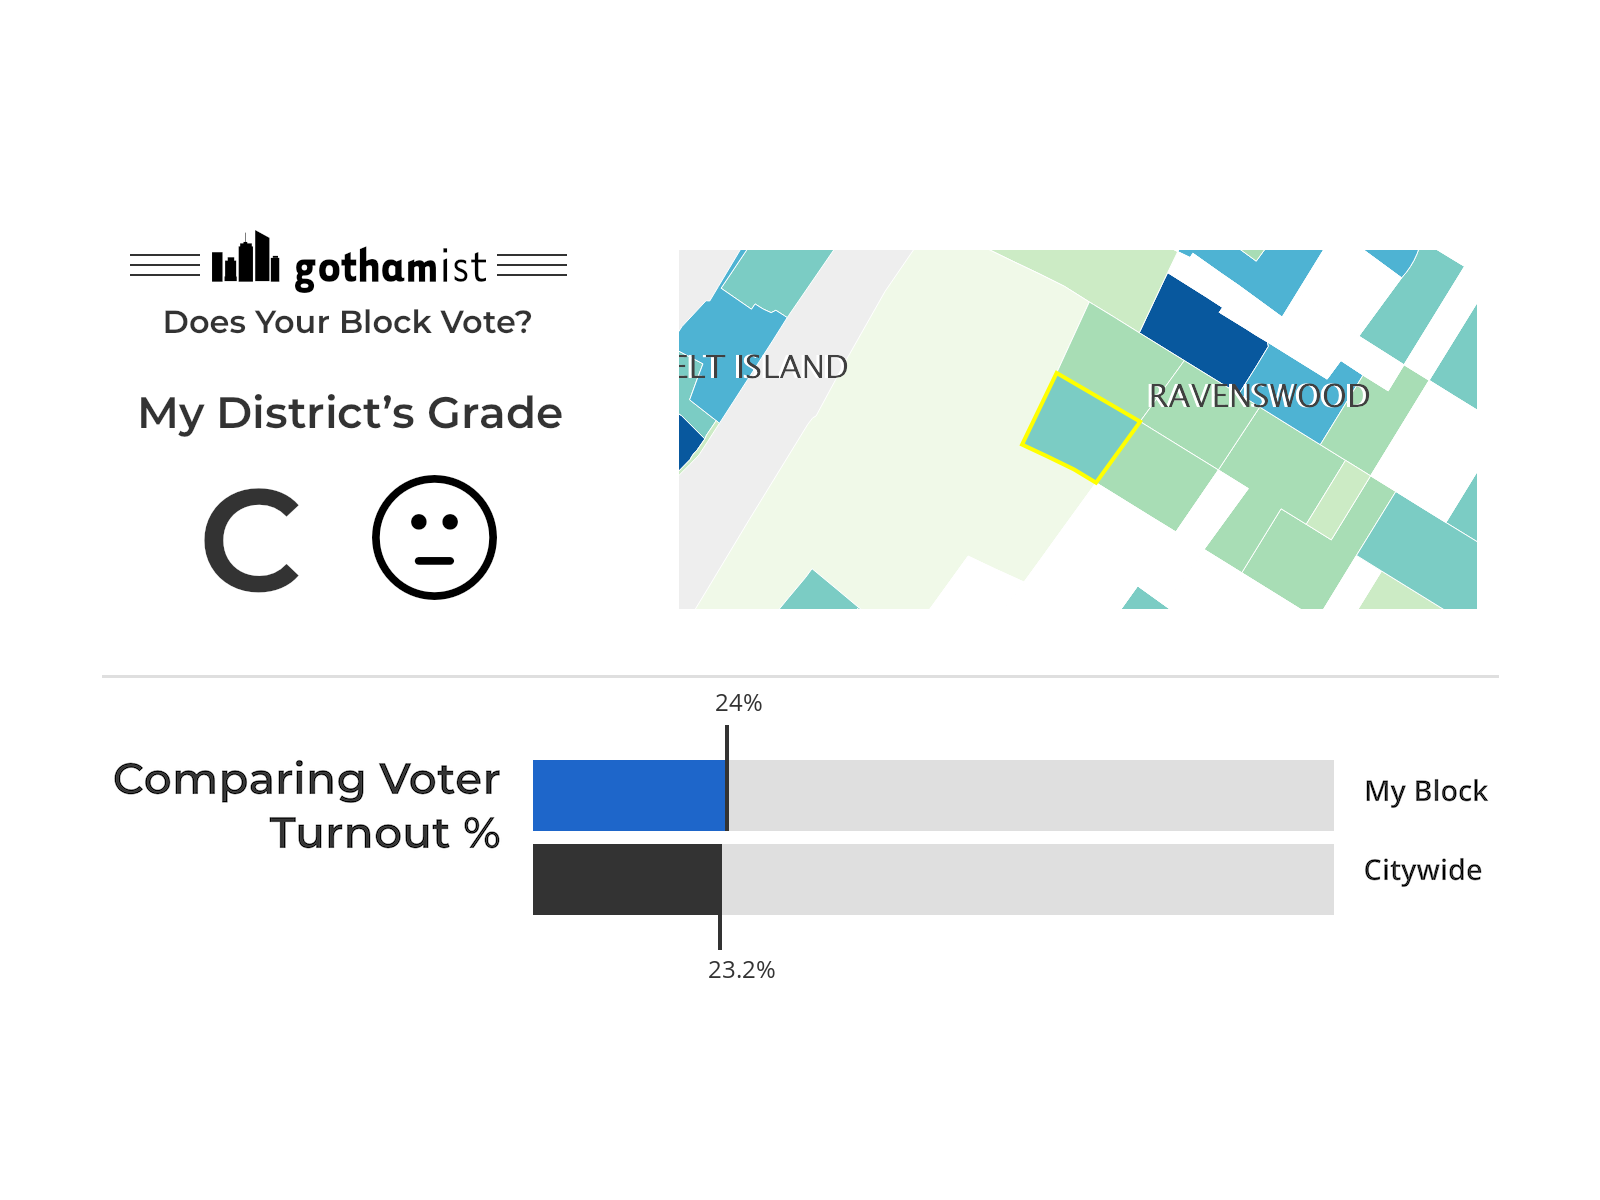 gothamist
Does Your Block Vote?
My District’s Grade
C
ELT ISLAND
RAVENSWOOD
24%
Comparing Voter
Turnout %
My Block
Citywide
23.2%